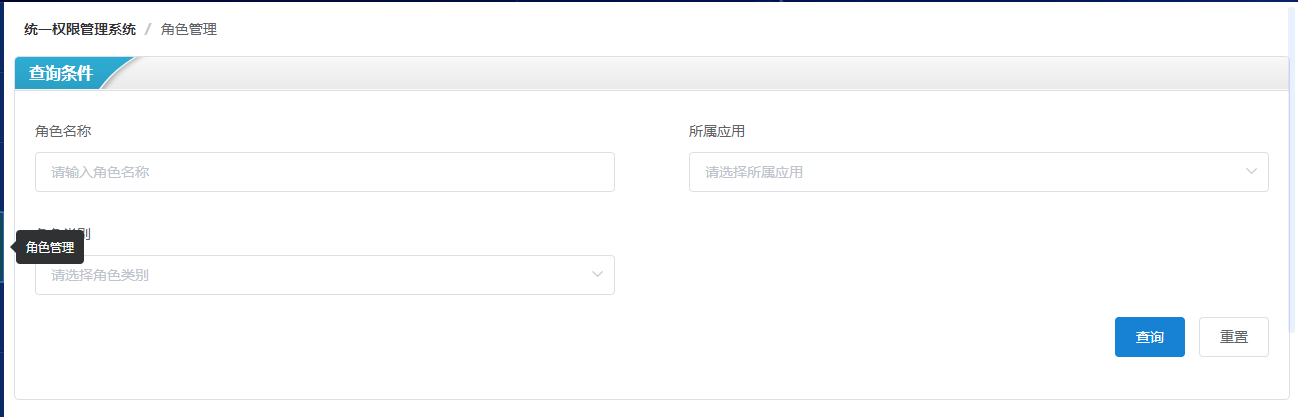 统一权限管理系统 / 角色管理
查询条件
角色名称
所属应用
请输入角色名称
请选择所属应用
角色管理
请选择角色类别
查询
重置